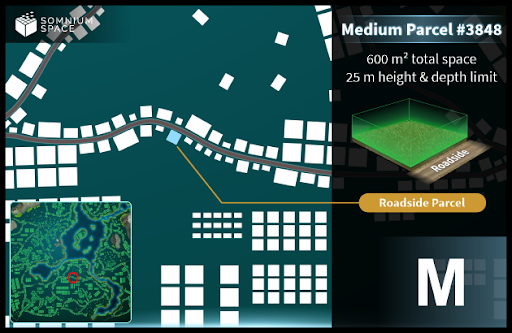 SOMNIUM
SPACE
Medium Parcel #3848
600 m² total space
25 m height & depth limit
Roadside
Roadside Parcel
M